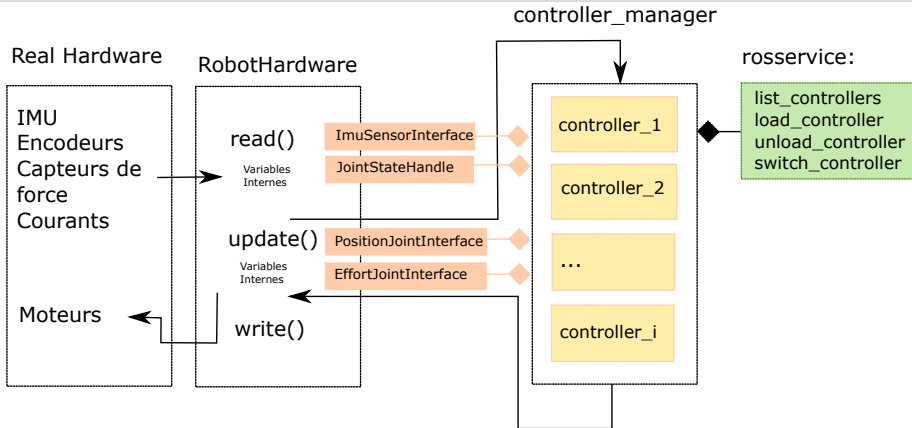 controller_manager
Real Hardware
RobotHardware
rosservice:
IMU
Encodeurs
Capteurs de
force
Courants
Moteurs
read()
Variables
Internes
update()
Variables
Internes
write()
ImuSensorInterface
JointStateHandle
PositionJointInterface
EffortJointInterface
controller_1
controller_2
...
controller_i
list_controllers
load_controller
unload_controller
switch_controller